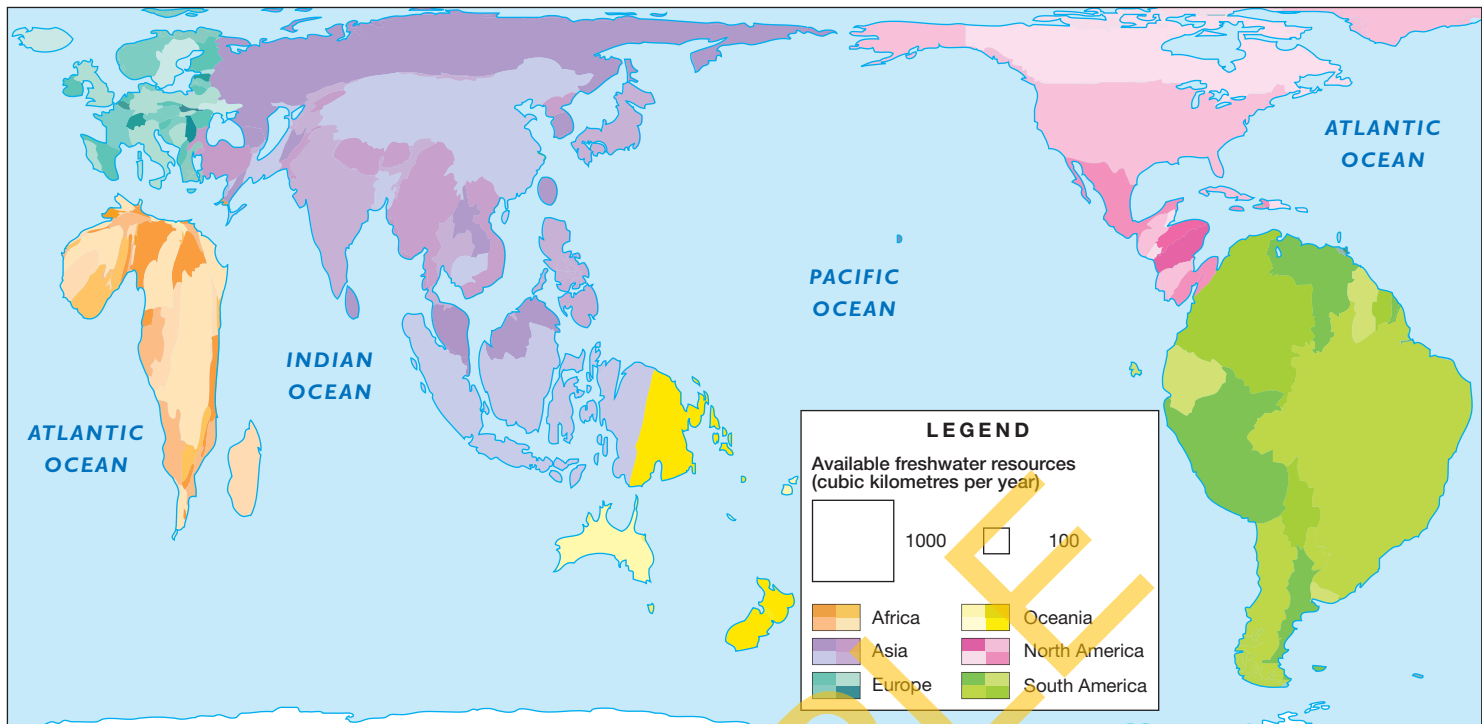 ATLANTIC
OCEAN
PACIFIC
OCEAN
INDIAN
OCEAN
ATLANTIC
OCEAN
LEGEND
Available freshwater resources
(cubic kilometres per year)
1000 100
Africa Oceania
Asia North America
Europe South America
PLE